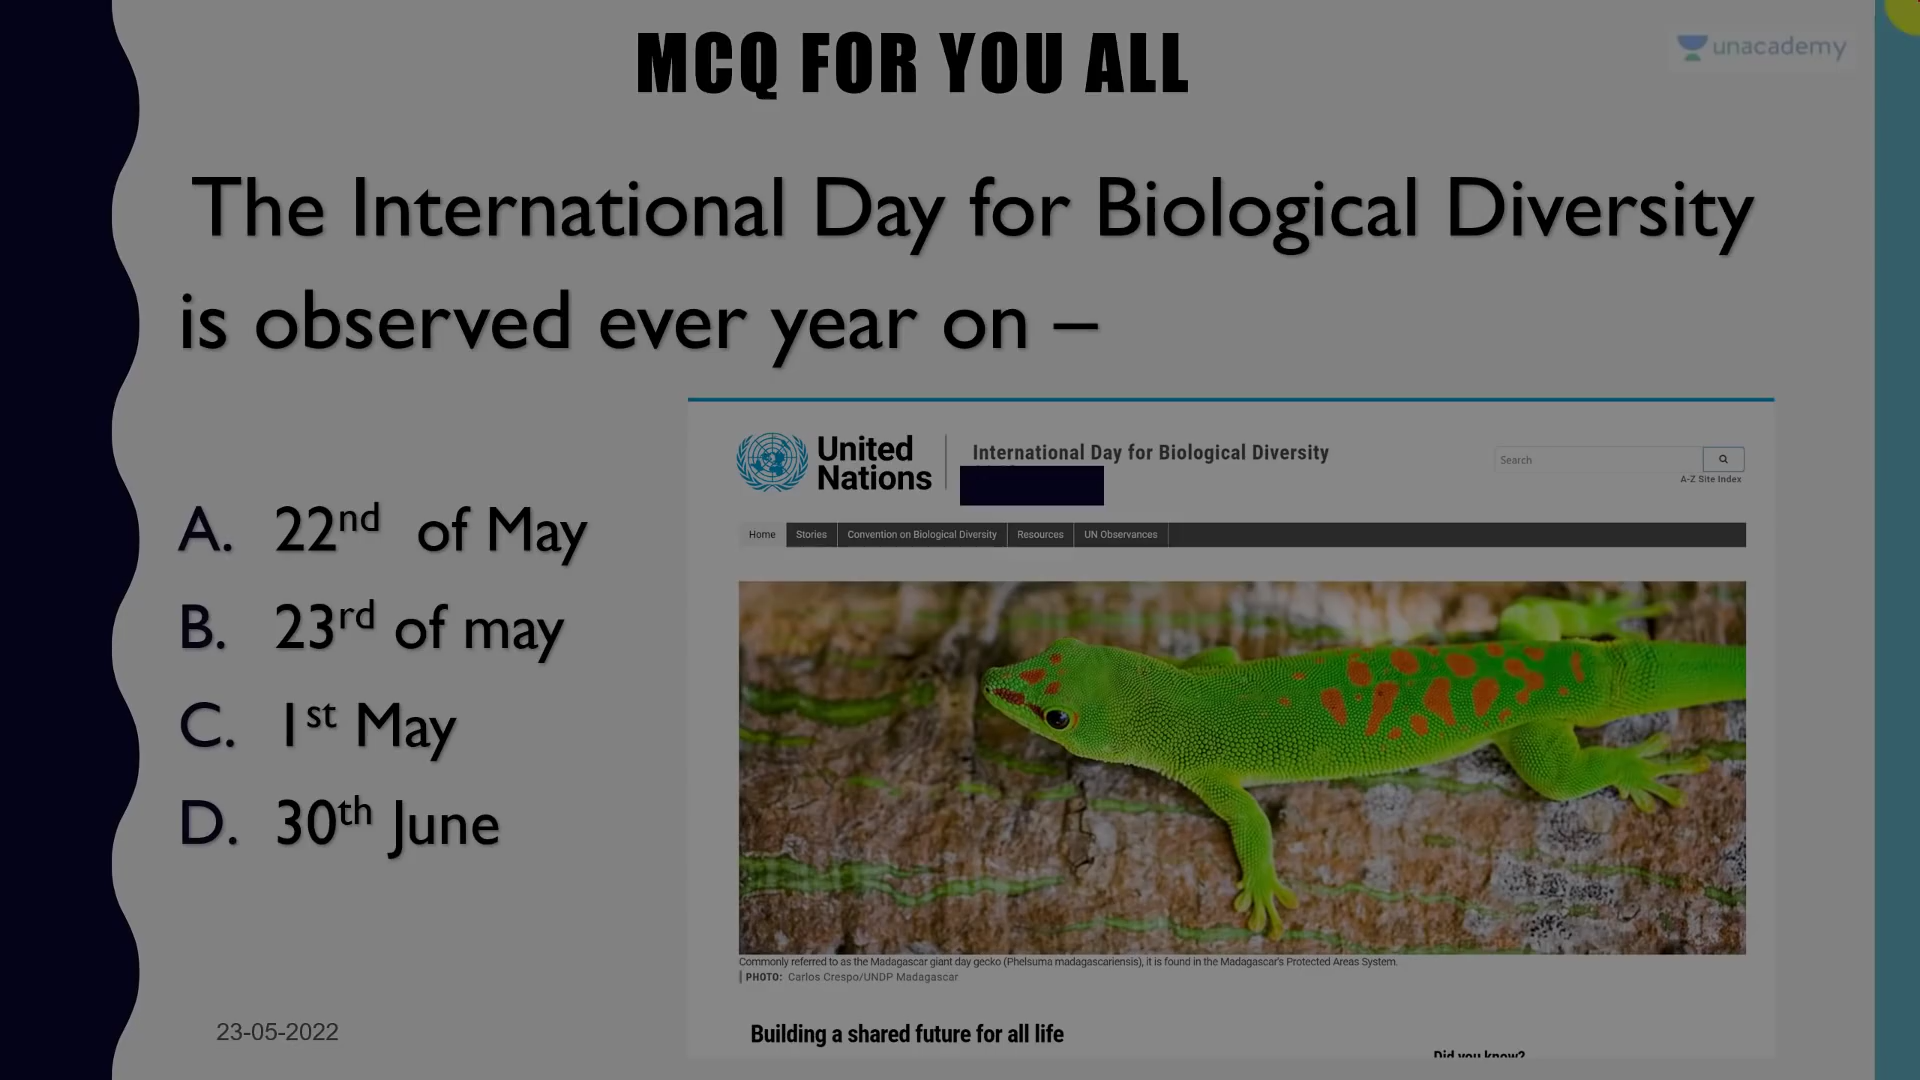 MCQ FOR YOU ALL
unacademy
The International Day for Biological Diversity
is observed ever year on –
A. 22nd of May
B. 23rd of may
C. 1st May
D. 30th June
United
Nations
International Day for Biological Diversity
Search
A-Z Site Index
Home Stories Convention on Biological Diversity Resources UN Observances
Commonly referred to as the Madagascar giant day gecko (Phelsuma madagascariensis), it is found in the Madagascar's Protected Areas System.
PHOTO: Carlos Crespo/UNDP Madagascar
Building a shared future for all life
Did you know?
23-05-2022